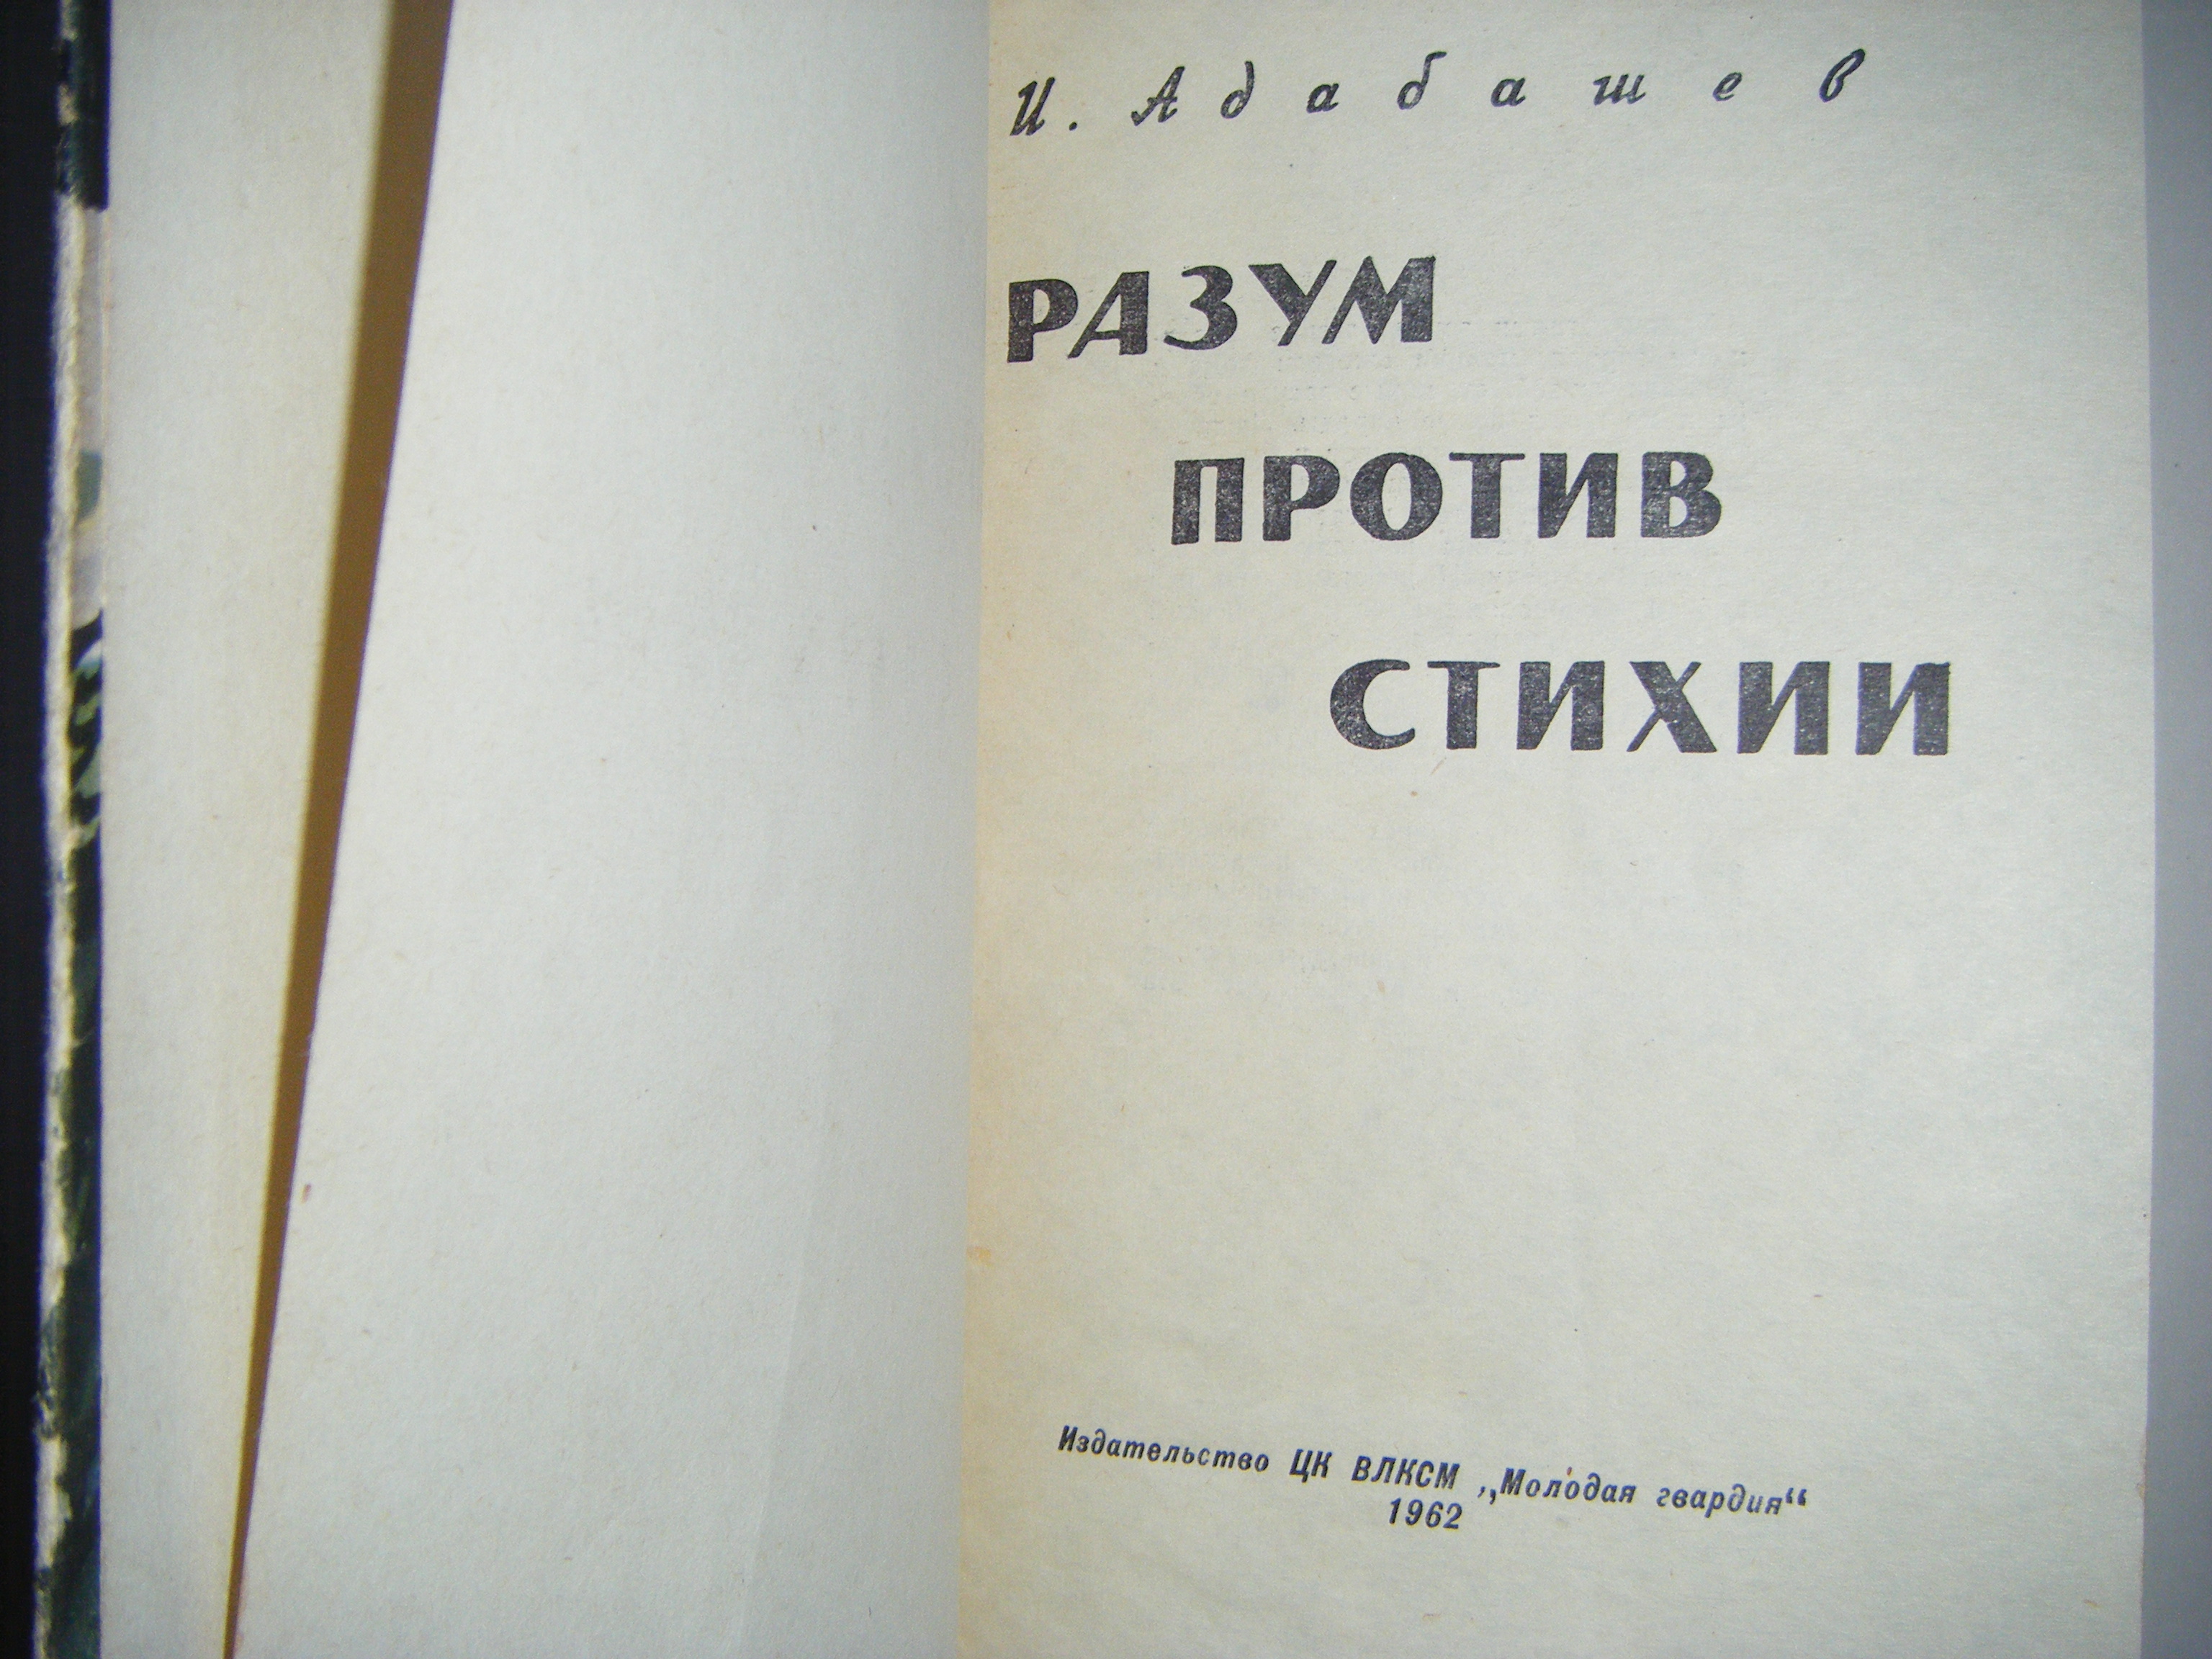 И. Адабашев
РАЗУМ
ПРОТИВ
СТИХИИ
Издательство ЦК ВЛКСМ „Молодая гвардия“
1962